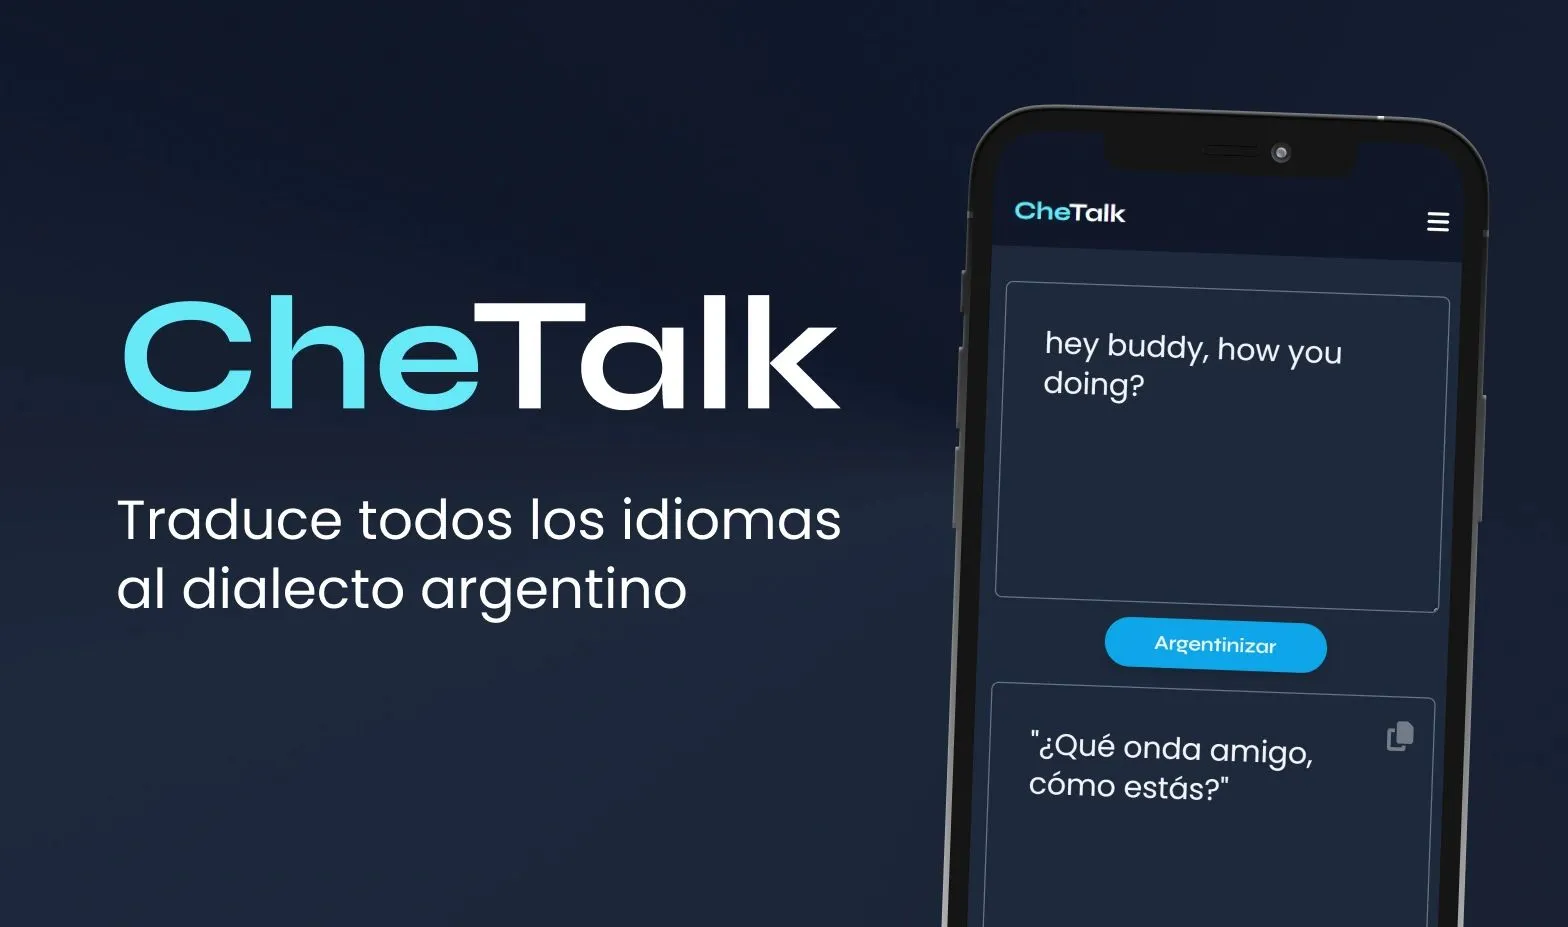 CheTalk
Traduce todos los idiomas
al dialecto argentino
CheTalk
hey buddy, how you
doing?
Argentinizar
"¿Qué onda amigo,
cómo estás?"